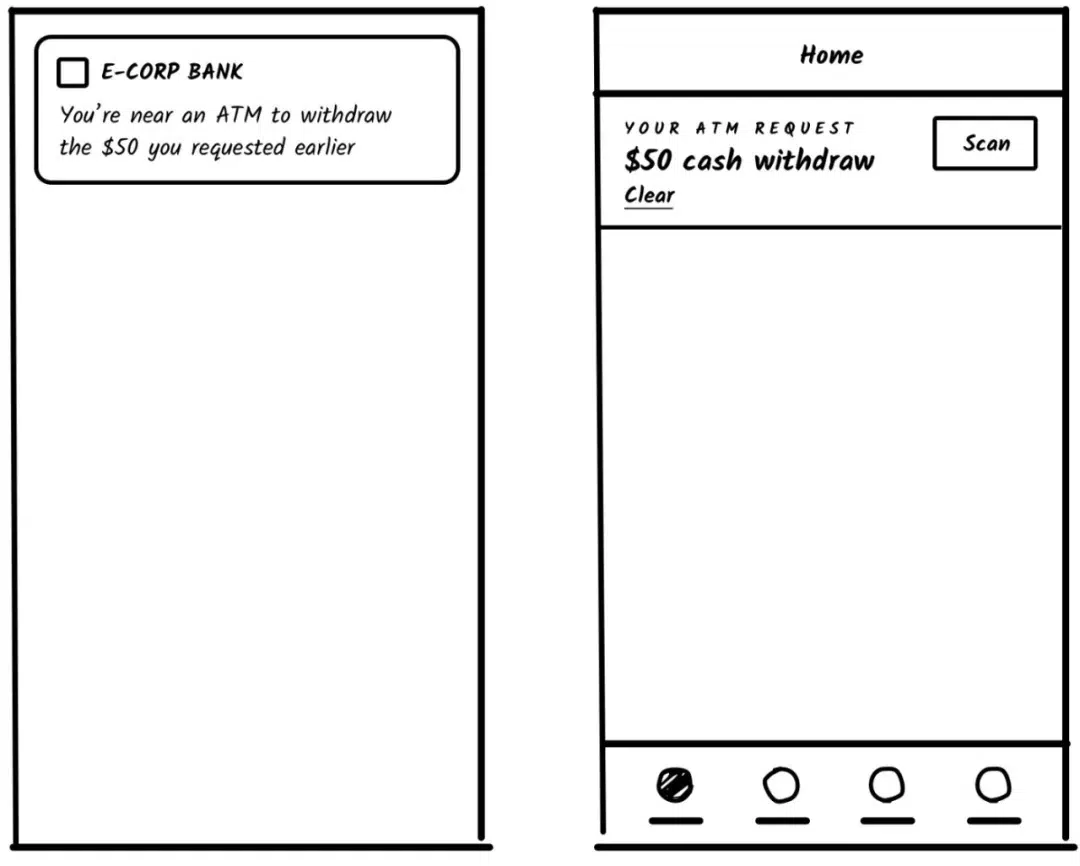 E-CORP BANK
You're near an ATM to withdraw
the $50 you requested earlier
Home
YOUR ATM REQUEST
$50 cash withdraw
Clear
Scan